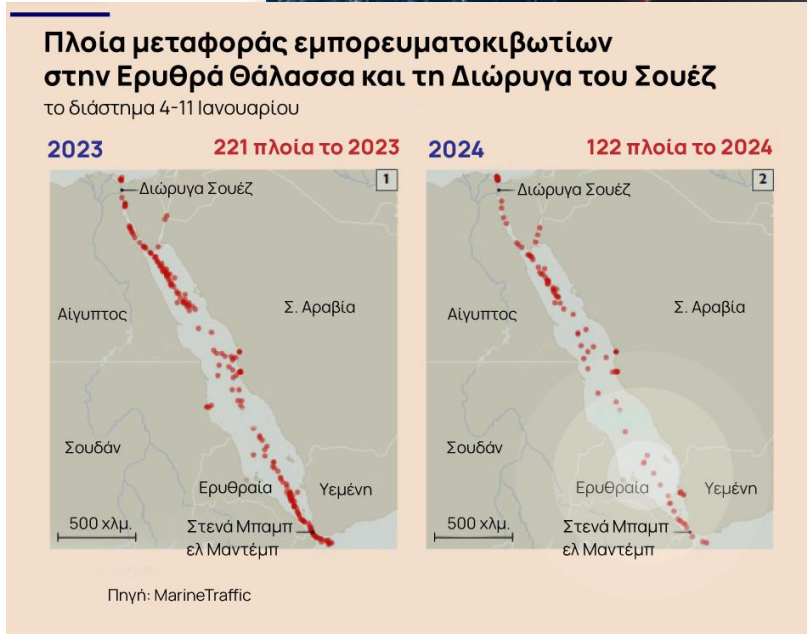 Πλοία μεταφοράς εμπορευματοκιβωτίων
στην Ερυθρά Θάλασσα και τη Διώρυγα του Σουέζ
το διάστημα 4-11 Ιανουαρίου
2023
221 πλοία το 2023
1
Διώρυγα Σουέζ
Αίγυπτος
Σ. Αραβία
Σουδάν
Ερυθραία
Υεμένη
500 χλμ.
Στενά Μπαμπ
ελ Μαντέμπ
2024
122 πλοία το 2024
2
Διώρυγα Σουέζ
Αίγυπτος
Σ. Αραβία
Σουδάν
Ερυθραία
Υεμένη
500 χλμ.
Στενά Μπαμπ
ελ Μαντέμπ
Πηγή: MarineTraffic